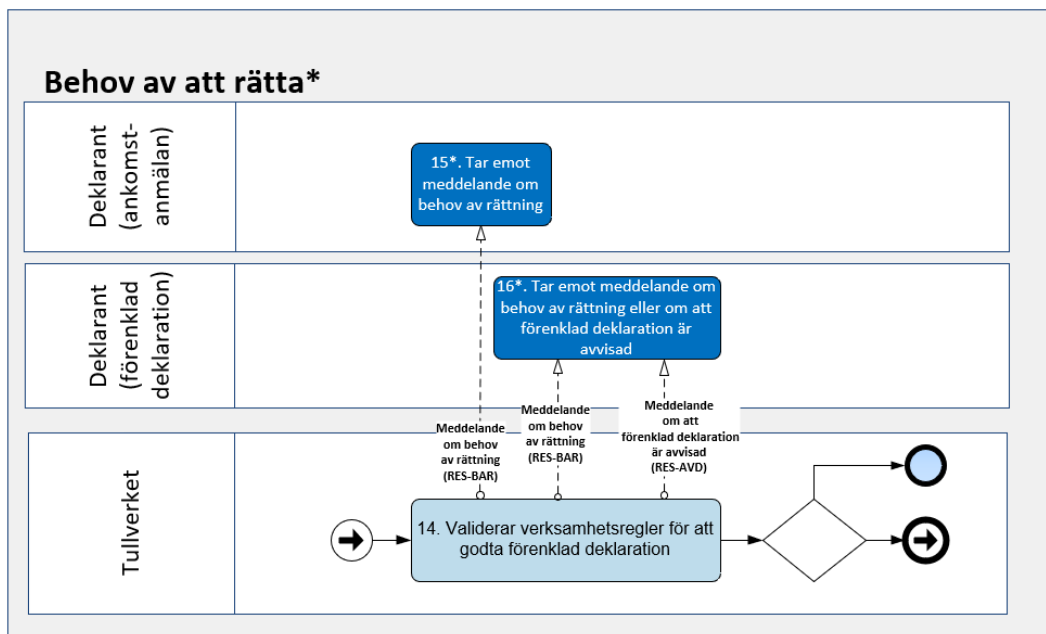 Behov av att rätta*
Deklarant
(ankomst-
anmälan)
15*. Tar emot
meddelande om
behov av rättning
Deklarant
(förenklad
deklaration)
16*. Tar emot meddelande om
behov av rättning eller om att
förenklad deklaration är
avvisad
Meddelande
om behov
av rättning
(RES-BAR)
Meddelande
om behov
av rättning
(RES-BAR)
Meddelande
om att
förenklad deklaration
är avvisad
(RES-AVD)
Tullverket
14. Validerar verksamhetsregler för att
godta förenklad deklaration